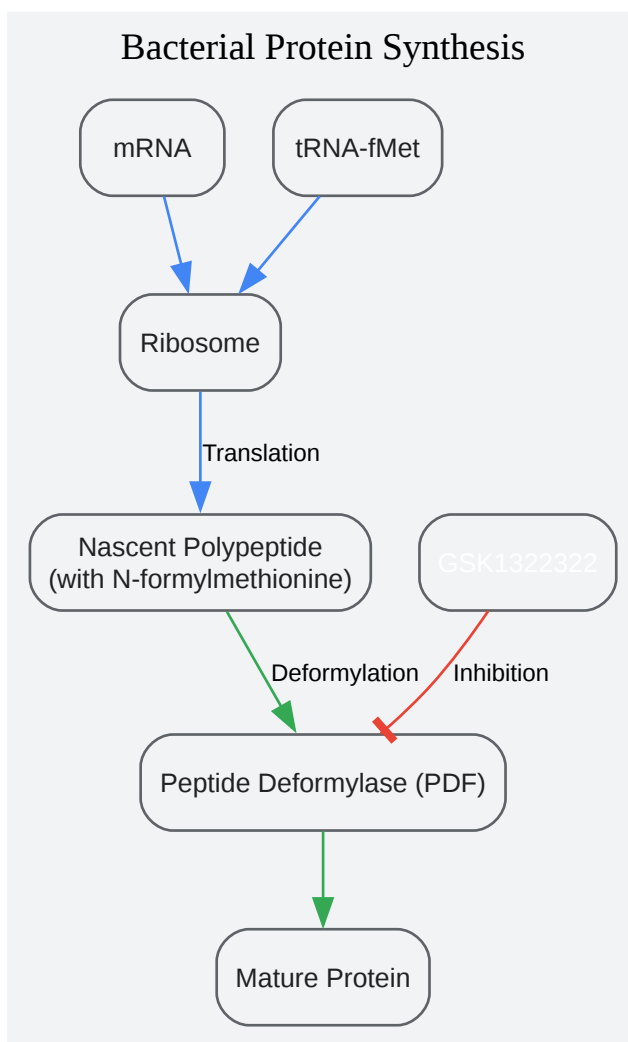 Bacterial Protein Synthesis
mRNA
tRNA-fMet
Ribosome
Translation
Nascent Polypeptide
(with N-formylmethionine)
GSK1322322
Deformylation
Inhibition
Peptide Deformylase (PDF)
Mature Protein